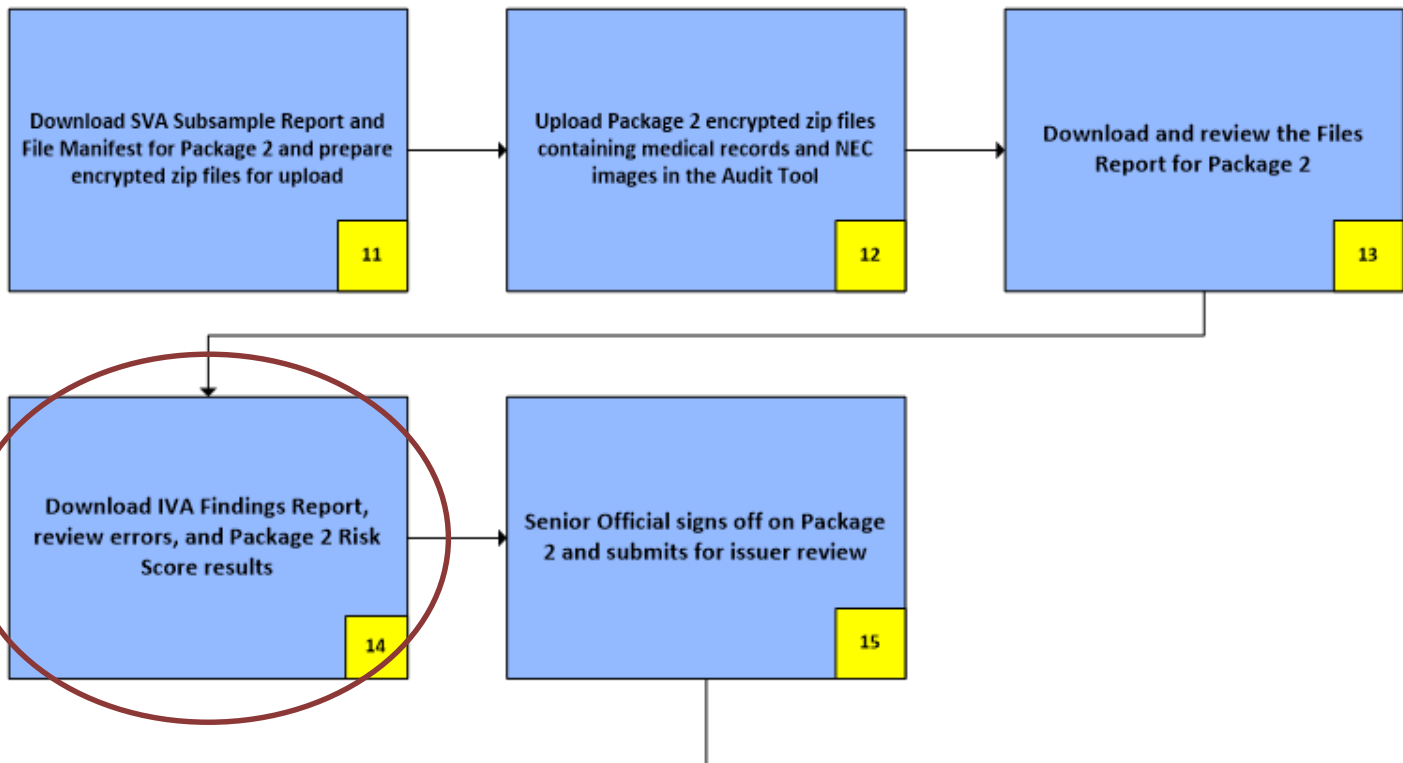 Download SVA Subsample Report and
File Manifest for Package 2 and prepare
encrypted zip files for upload
11
Upload Package 2 encrypted zip files
containing medical records and NEC
images in the Audit Tool
12
Download and review the Files
Report for Package 2
13
Download IVA Findings Report,
review errors, and Package 2 Risk
Score results
14
Senior Official signs off on Package
2 and submits for issuer review
15